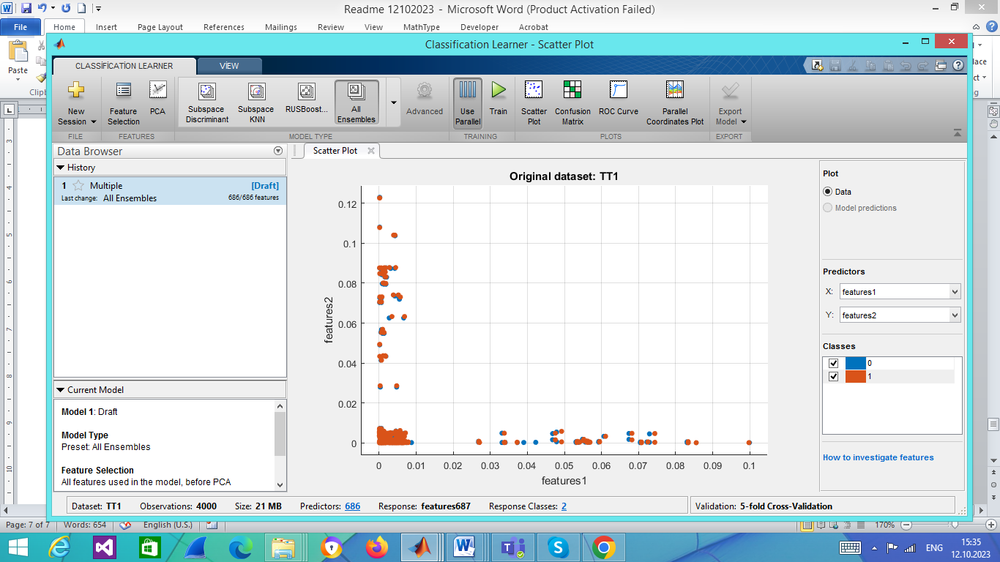 Readme 12102023 - Microsoft Word (Product Activation Failed)
File Home Insert Page Layout References Mailings Review View MathType Developer Acrobat
Paste
Classification Learner - Scatter Plot
CLASSIFICATION LEARNER VIEW
New Session
Feature Selection
PCA
Subspace Discriminant
Subspace KNN
RUSBoost...
All Ensembles
Advanced
Use Parallel
Train
Scatter Plot
Confusion Matrix
ROC Curve
Parallel Coordinates Plot
Export Model
FILE FEATURES MODEL TYPE TRAINING PLOTS EXPORT
Data Browser
History
1 Multiple [Draft]
Last change: All Ensembles 686/686 features
Current Model
Model 1: Draft
Model Type
Preset: All Ensembles
Feature Selection
All features used in the model, before PCA
Scatter Plot
Original dataset: TT1
0.12
0.1
0.08
0.06
0.04
0.02
0
features2
0 0.01 0.02 0.03 0.04 0.05 0.06 0.07 0.08 0.09 0.1
features1
Plot
Data
Model predictions
Predictors
X: features1
Y: features2
Classes
0
1
How to investigate features
Dataset: TT1 Observations: 4000 Size: 21 MB Predictors: 686 Response: features687 Response Classes: 2 Validation: 5-fold Cross-Validation
Page: 7 of 7 Words: 654 English (U.S.) 170%
ENG 15:35
12.10.2023